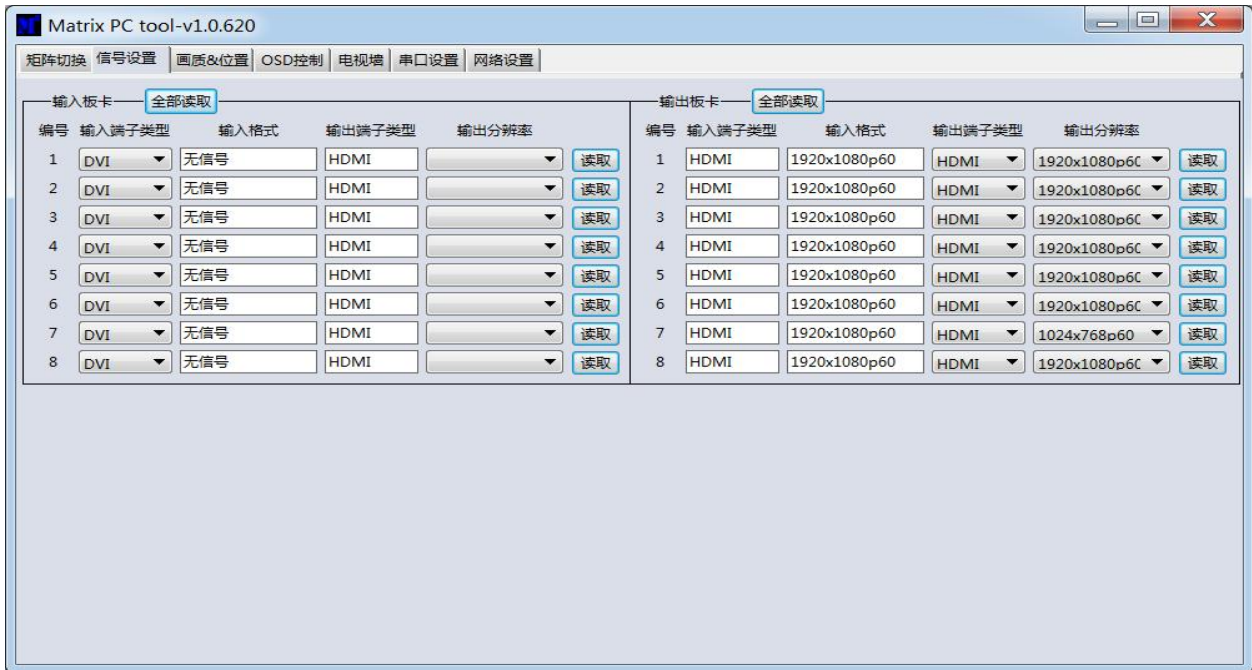 Matrix PC tool-v1.0.620
矩阵切换 信号设置 画质&位置 OSD控制 电视墙 串口设置 网络设置
输入板卡 全部读取 输出板卡 全部读取
编号 输入端子类型 输入格式 输出端子类型 输出分辨率 编号 输入端子类型 输入格式 输出端子类型 输出分辨率
1 DVI 无信号 HDMI 读取 1 HDMI 1920x1080p60 HDMI 1920x1080p60 读取
2 DVI 无信号 HDMI 读取 2 HDMI 1920x1080p60 HDMI 1920x1080p60 读取
3 DVI 无信号 HDMI 读取 3 HDMI 1920x1080p60 HDMI 1920x1080p60 读取
4 DVI 无信号 HDMI 读取 4 HDMI 1920x1080p60 HDMI 1920x1080p60 读取
5 DVI 无信号 HDMI 读取 5 HDMI 1920x1080p60 HDMI 1920x1080p60 读取
6 DVI 无信号 HDMI 读取 6 HDMI 1920x1080p60 HDMI 1920x1080p60 读取
7 DVI 无信号 HDMI 读取 7 HDMI 1920x1080p60 HDMI 1024x768p60 读取
8 DVI 无信号 HDMI 读取 8 HDMI 1920x1080p60 HDMI 1920x1080p60 读取